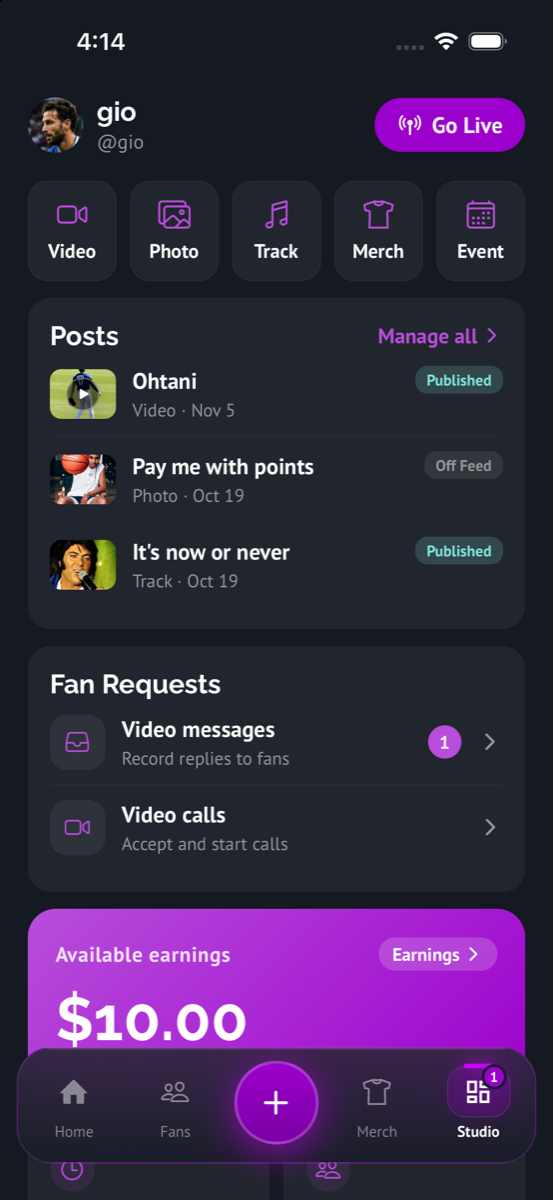 4:14
gio
@gio
Go Live
Video
Photo
Track
Merch
Event
Posts
Manage all
Ohtani
Published
Video · Nov 5
Pay me with points
Off Feed
Photo · Oct 19
It's now or never
Published
Track · Oct 19
Fan Requests
Video messages
Record replies to fans
1
Video calls
Accept and start calls
Available earnings
Earnings
$10.00
1
Home
Fans
Merch
Studio